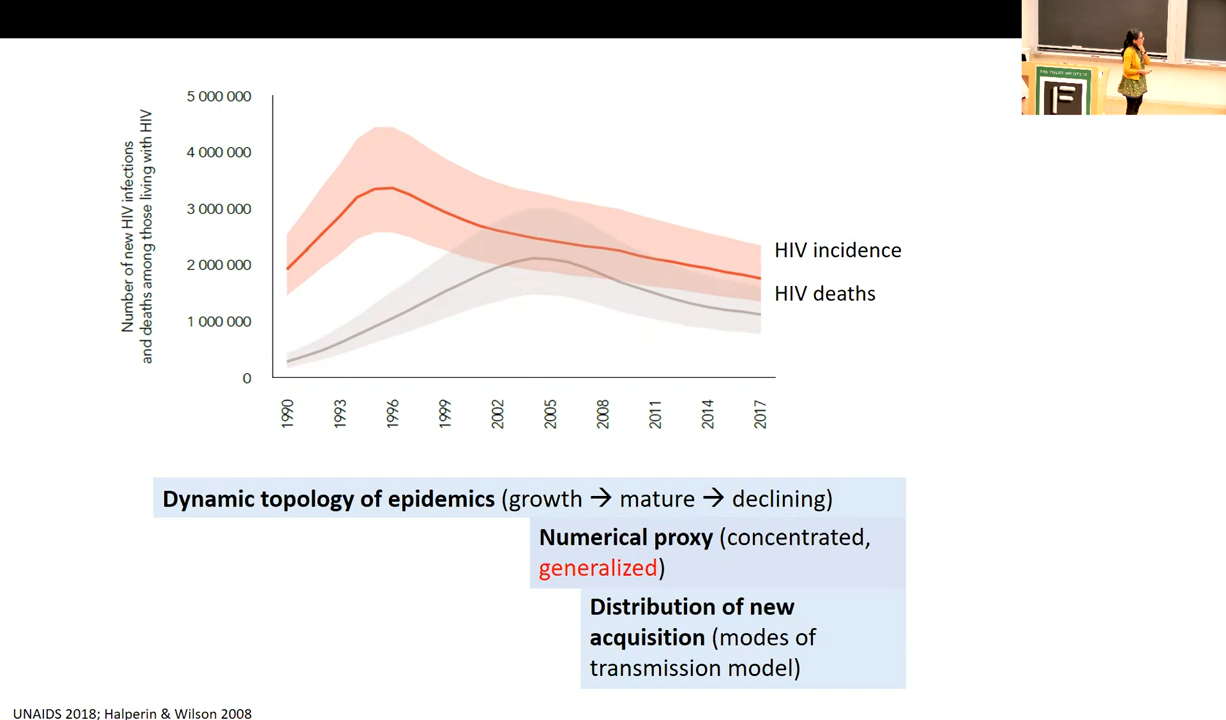 Number of new HIV infections
and deaths among those living with HIV
5 000 000
4 000 000
3 000 000
2 000 000
1 000 000
0
1990
1993
1996
1999
2002
2005
2008
2011
2014
2017
HIV incidence
HIV deaths
Dynamic topology of epidemics (growth → mature → declining)
Numerical proxy (concentrated,
generalized)
Distribution of new
acquisition (modes of
transmission model)
UNAIDS 2018; Halperin & Wilson 2008